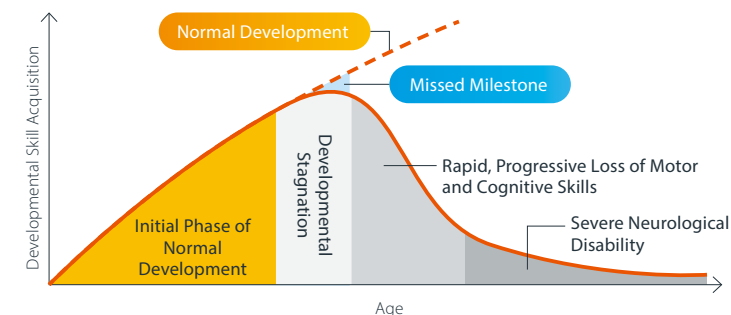 Normal Development
Missed Milestone
Developmental Skill Acquisition
Developmental
Stagnation
Rapid, Progressive Loss of Motor
and Cognitive Skills
Initial Phase of
Normal
Development
Severe Neurological
Disability
Age